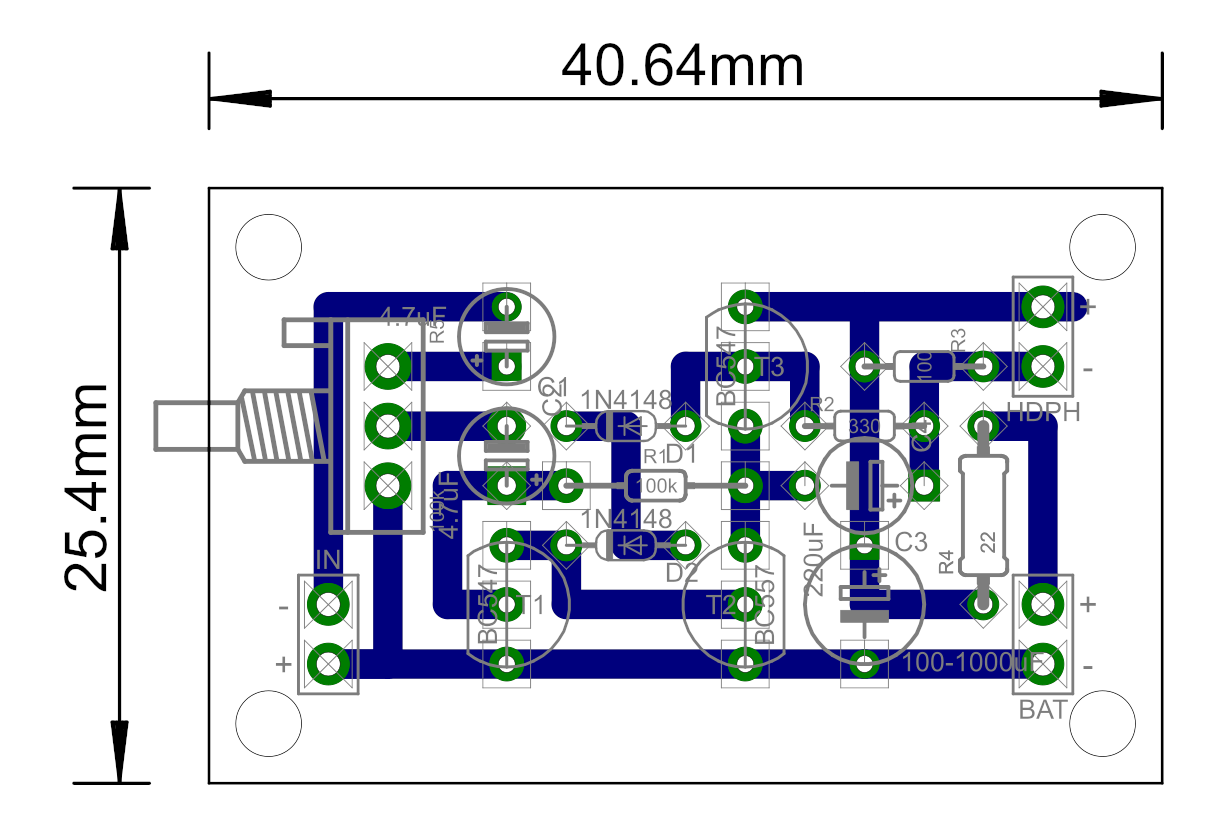 40.64mm
25.4mm
4.7uF
R5
+
C1
C2
1N4148
D1
BC547
T3
R2
330
100
R3
+
-
HDPH
R1
100k
100k
4.7uF
+
1N4148
D2
C4
+
220uF
C3
R4
22
IN
-
+
BC547
T1
T2
BC557
+
100-1000uF
+
-
BAT